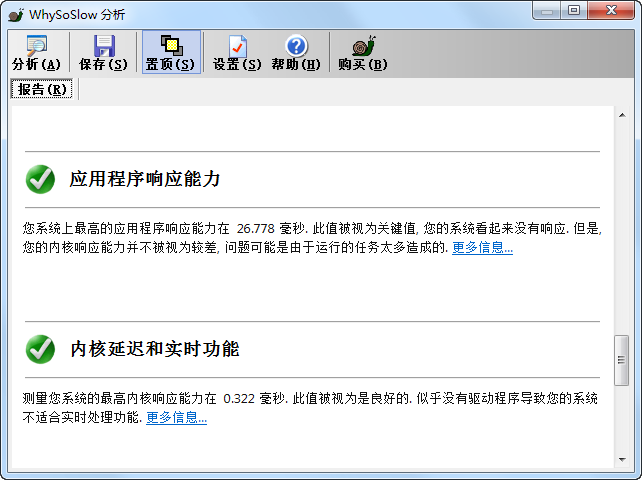 WhySoSlow 分析
分析(A) 保存(S) 置顶(S) 设置(S) 帮助(H) 购买(B)
报告(R)
应用程序响应能力
您系统上最高的应用程序响应能力在 26.778 毫秒. 此值被视为关键值, 您的系统看起来没有响应. 但是,
您的内核响应能力并不被视为较差, 问题可能是由于运行的任务太多造成的. 更多信息...
内核延迟和实时功能
测量您系统的最高内核响应能力在 0.322 毫秒. 此值被视为是良好的. 似乎没有驱动程序导致您的系统
不适合实时处理功能. 更多信息...